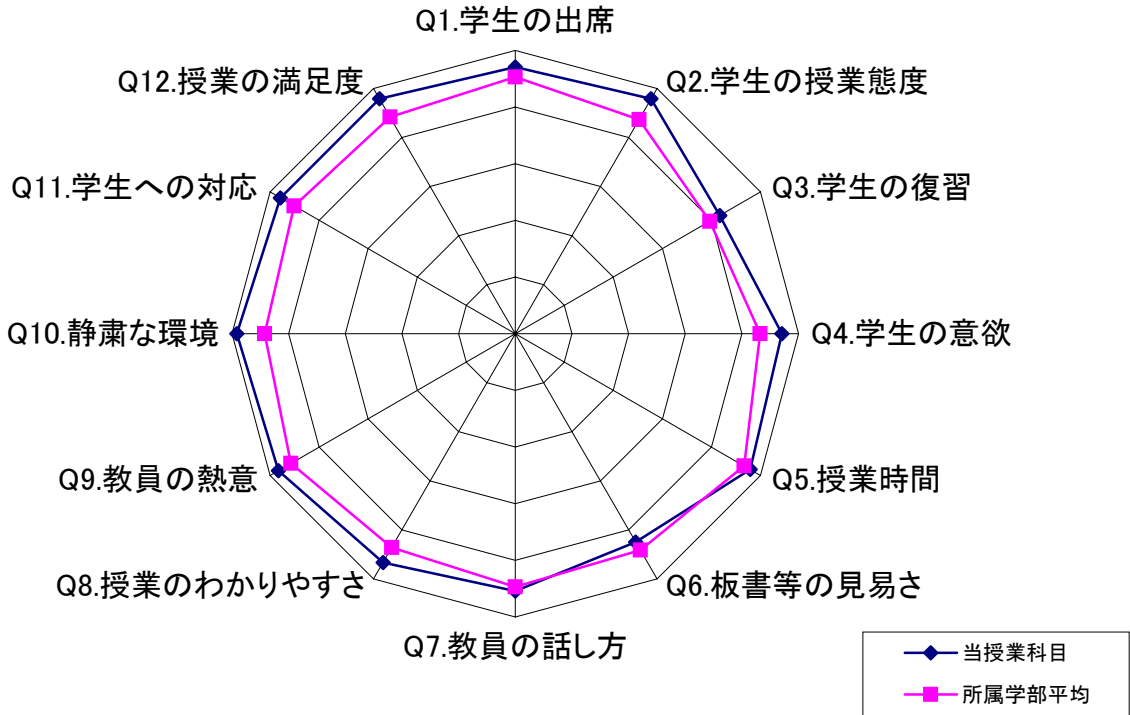 Q1.学生の出席
Q2.学生の授業態度
Q3.学生の復習
Q4.学生の意欲
Q5.授業時間
Q6.板書等の見易さ
Q7.教員の話し方
Q8.授業のわかりやすさ
Q9.教員の熱意
Q10.静粛な環境
Q11.学生への対応
Q12.授業の満足度
当授業科目
所属学部平均